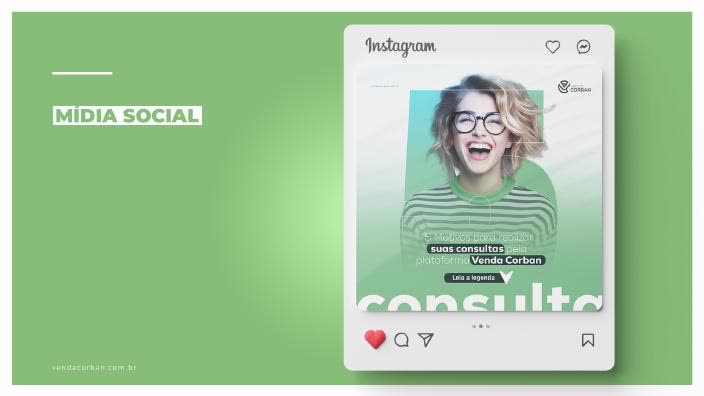 MÍDIA SOCIAL
vendacorban.com.br
Instagram
CORBAN
5 Motivos para realizar
suas consultas pela
plataforma Venda Corban
Leia a legenda
consulta